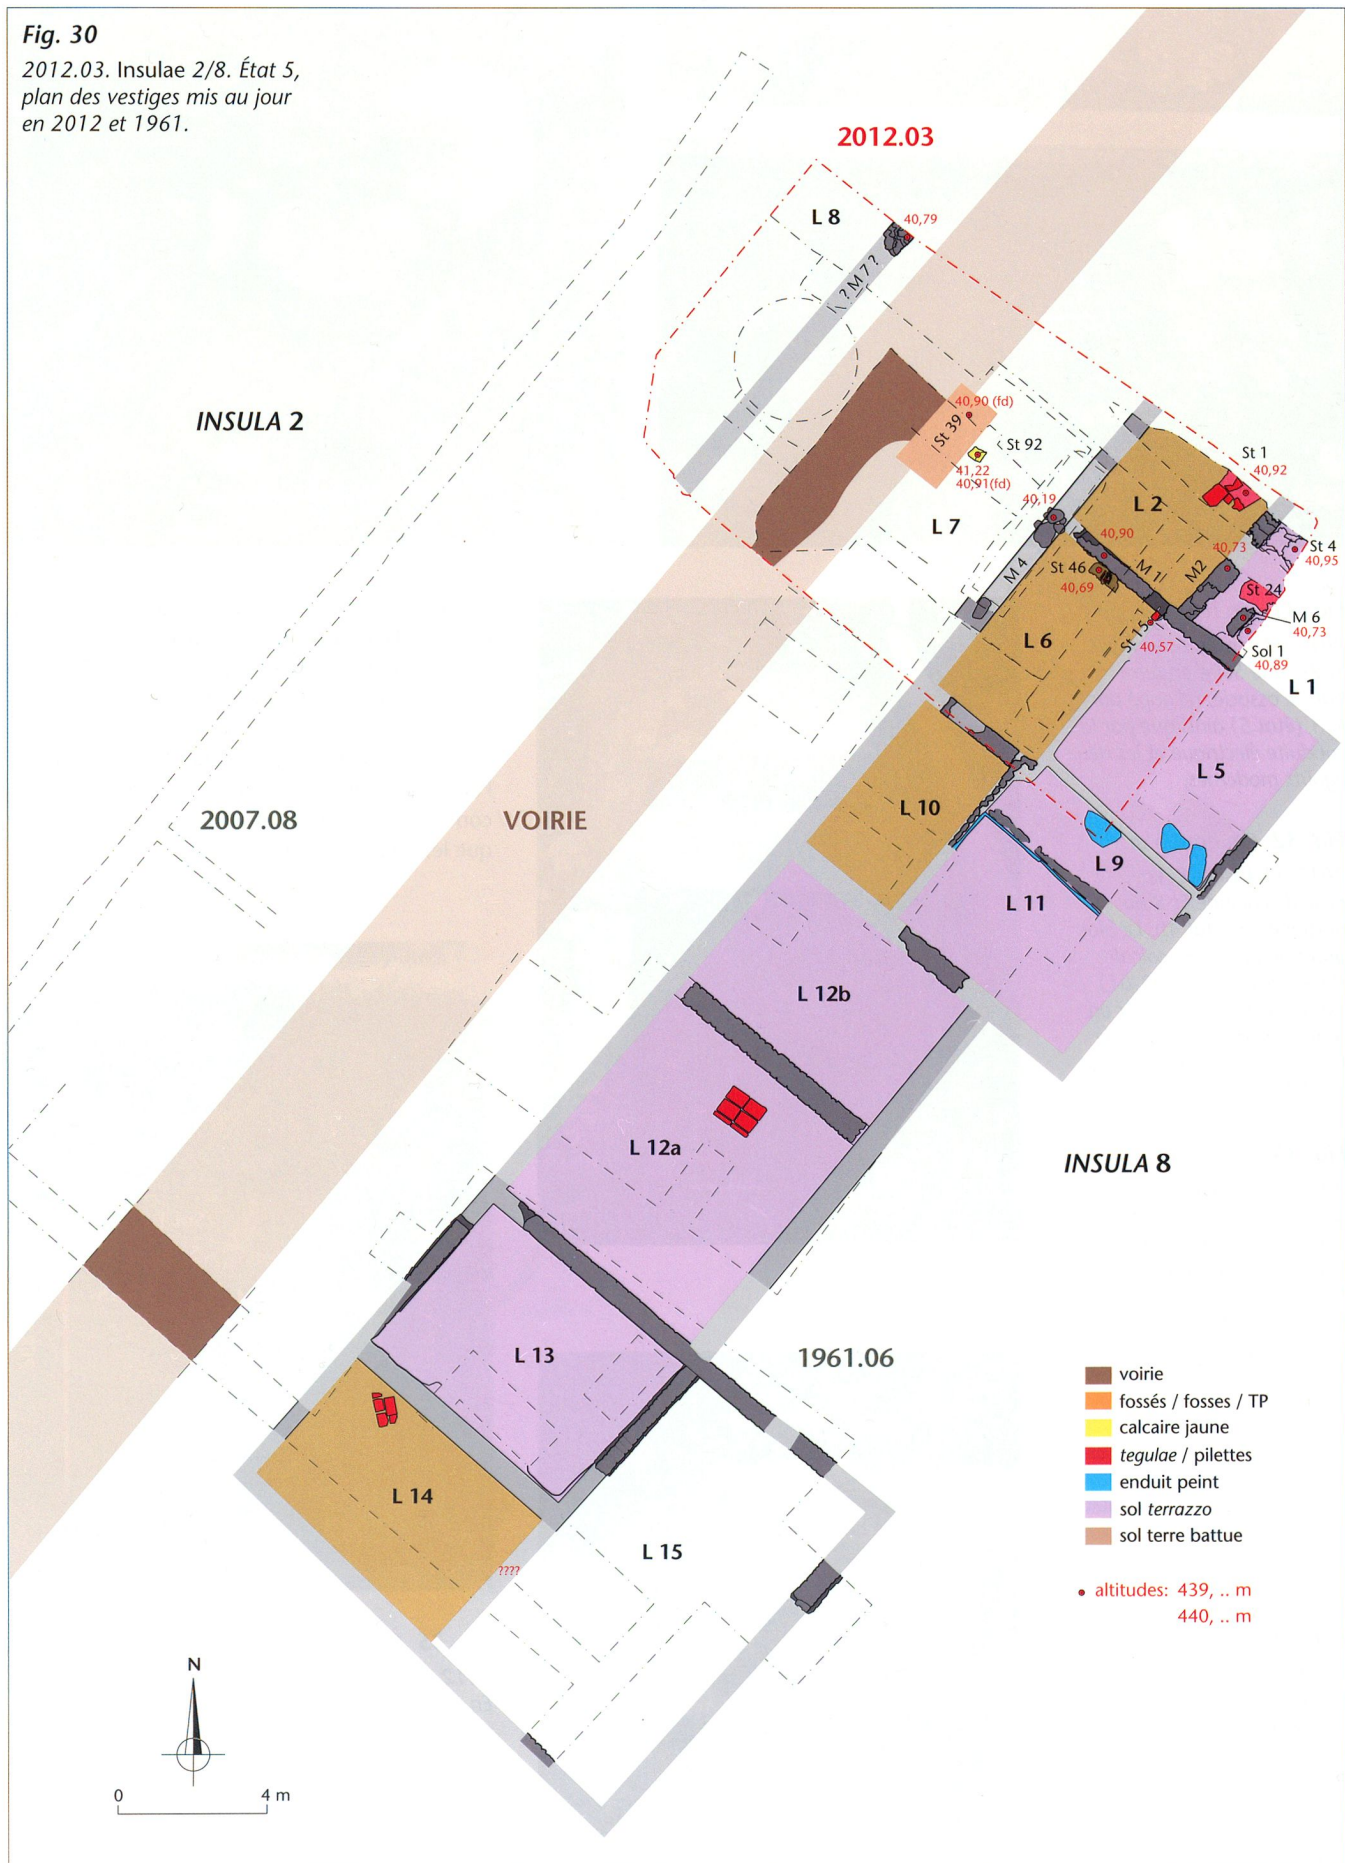 Fig. 30
2012.03. Insulae 2/8. État 5,
plan des vestiges mis au jour
en 2012 et 1961.
2012.03
L 8
40,79
? M 7 ?
INSULA 2
40,90 (fd)
St 39
St 92
41,22
40,91(fd)
St 1
40,92
L 2
40,19
L 7
40,90
40,73
St 4
40,95
M 4
St 46
40,69
M 1
M2
St 24
M 6
40,73
L 6
St 15
40,57
Sol 1
40,89
L 1
L 5
2007.08
VOIRIE
L 10
L 9
L 11
L 12b
L 12a
INSULA 8
L 13
1961.06
L 14
L 15
????
voirie
fossés / fosses / TP
calcaire jaune
tegulae / pilettes
enduit peint
sol terrazzo
sol terre battue
altitudes: 439, .. m
440, .. m
N
0 4 m